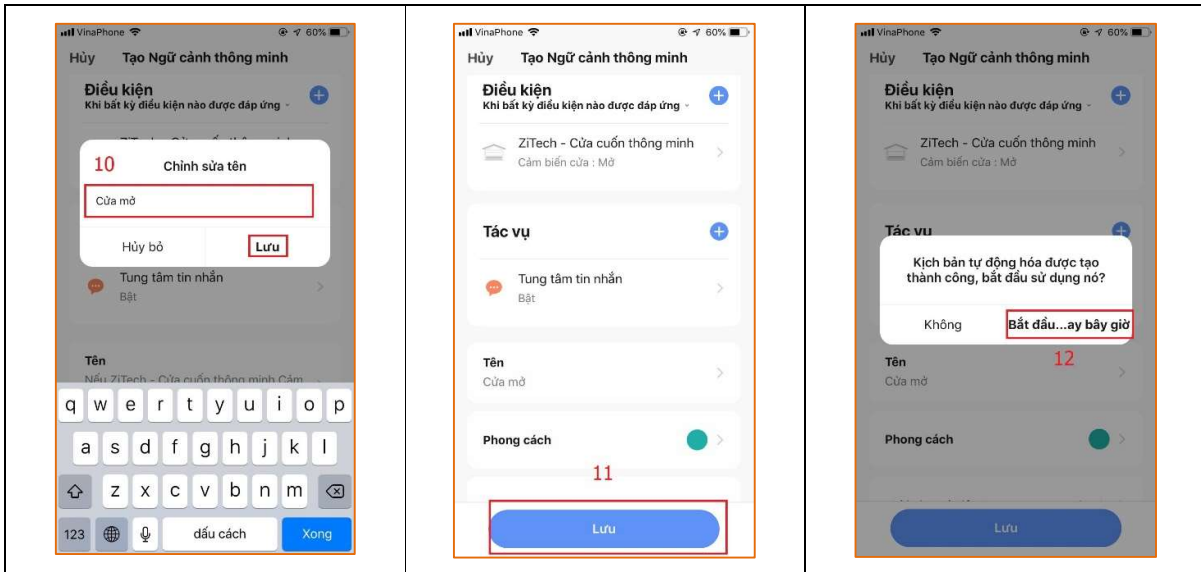 VinaPhone 60%
Hủy Tạo Ngữ cảnh thông minh
Điều kiện
Khi bất kỳ điều kiện nào được đáp ứng
10 Chỉnh sửa tên
Cửa mở
Hủy bỏ Lưu
Tung tâm tin nhắn
Bật
Tên
Nếu ZiTech - Cửa cuốn thông minh Cảm
q w e r t y u i o p
a s d f g h j k l
z x c v b n m
123 dấu cách Xong
VinaPhone 60%
Hủy Tạo Ngữ cảnh thông minh
Điều kiện
Khi bất kỳ điều kiện nào được đáp ứng
ZiTech - Cửa cuốn thông minh
Cảm biến cửa : Mở
Tác vụ
Tung tâm tin nhắn
Bật
Tên
Cửa mở
Phong cách
11
Lưu
VinaPhone 60%
Hủy Tạo Ngữ cảnh thông minh
Điều kiện
Khi bất kỳ điều kiện nào được đáp ứng
ZiTech - Cửa cuốn thông minh
Cảm biến cửa : Mở
Tác vụ
Kịch bản tự động hóa được tạo
thành công, bắt đầu sử dụng nó?
Không Bắt đầu...ay bây giờ
12
Tên
Cửa mở
Phong cách
Lưu